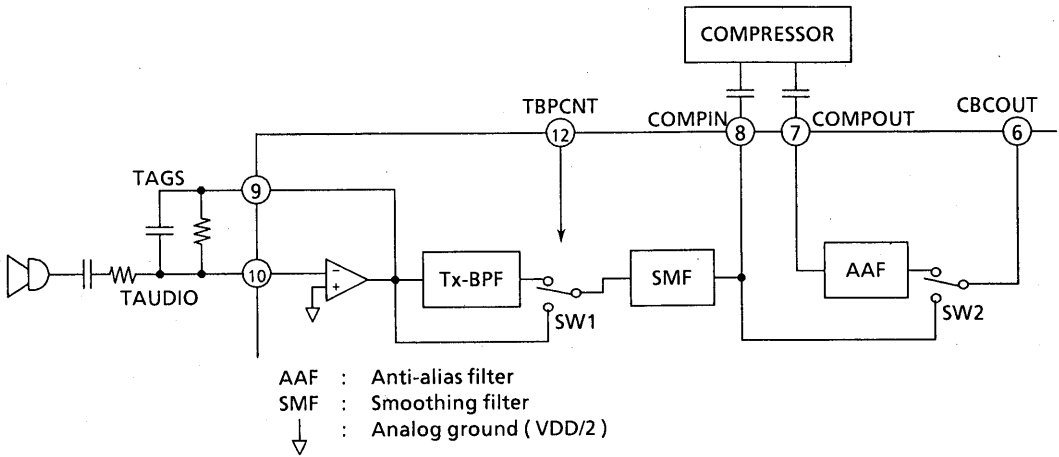 COMPRESSOR
TBPCNT
COMPIN
COMPOUT
CBCOUT
12
8
7
6
TAGS
9
10
TAUDIO
−
+
Tx-BPF
SW1
SMF
AAF
SW2
AAF : Anti-alias filter
SMF : Smoothing filter
: Analog ground ( VDD/2 )